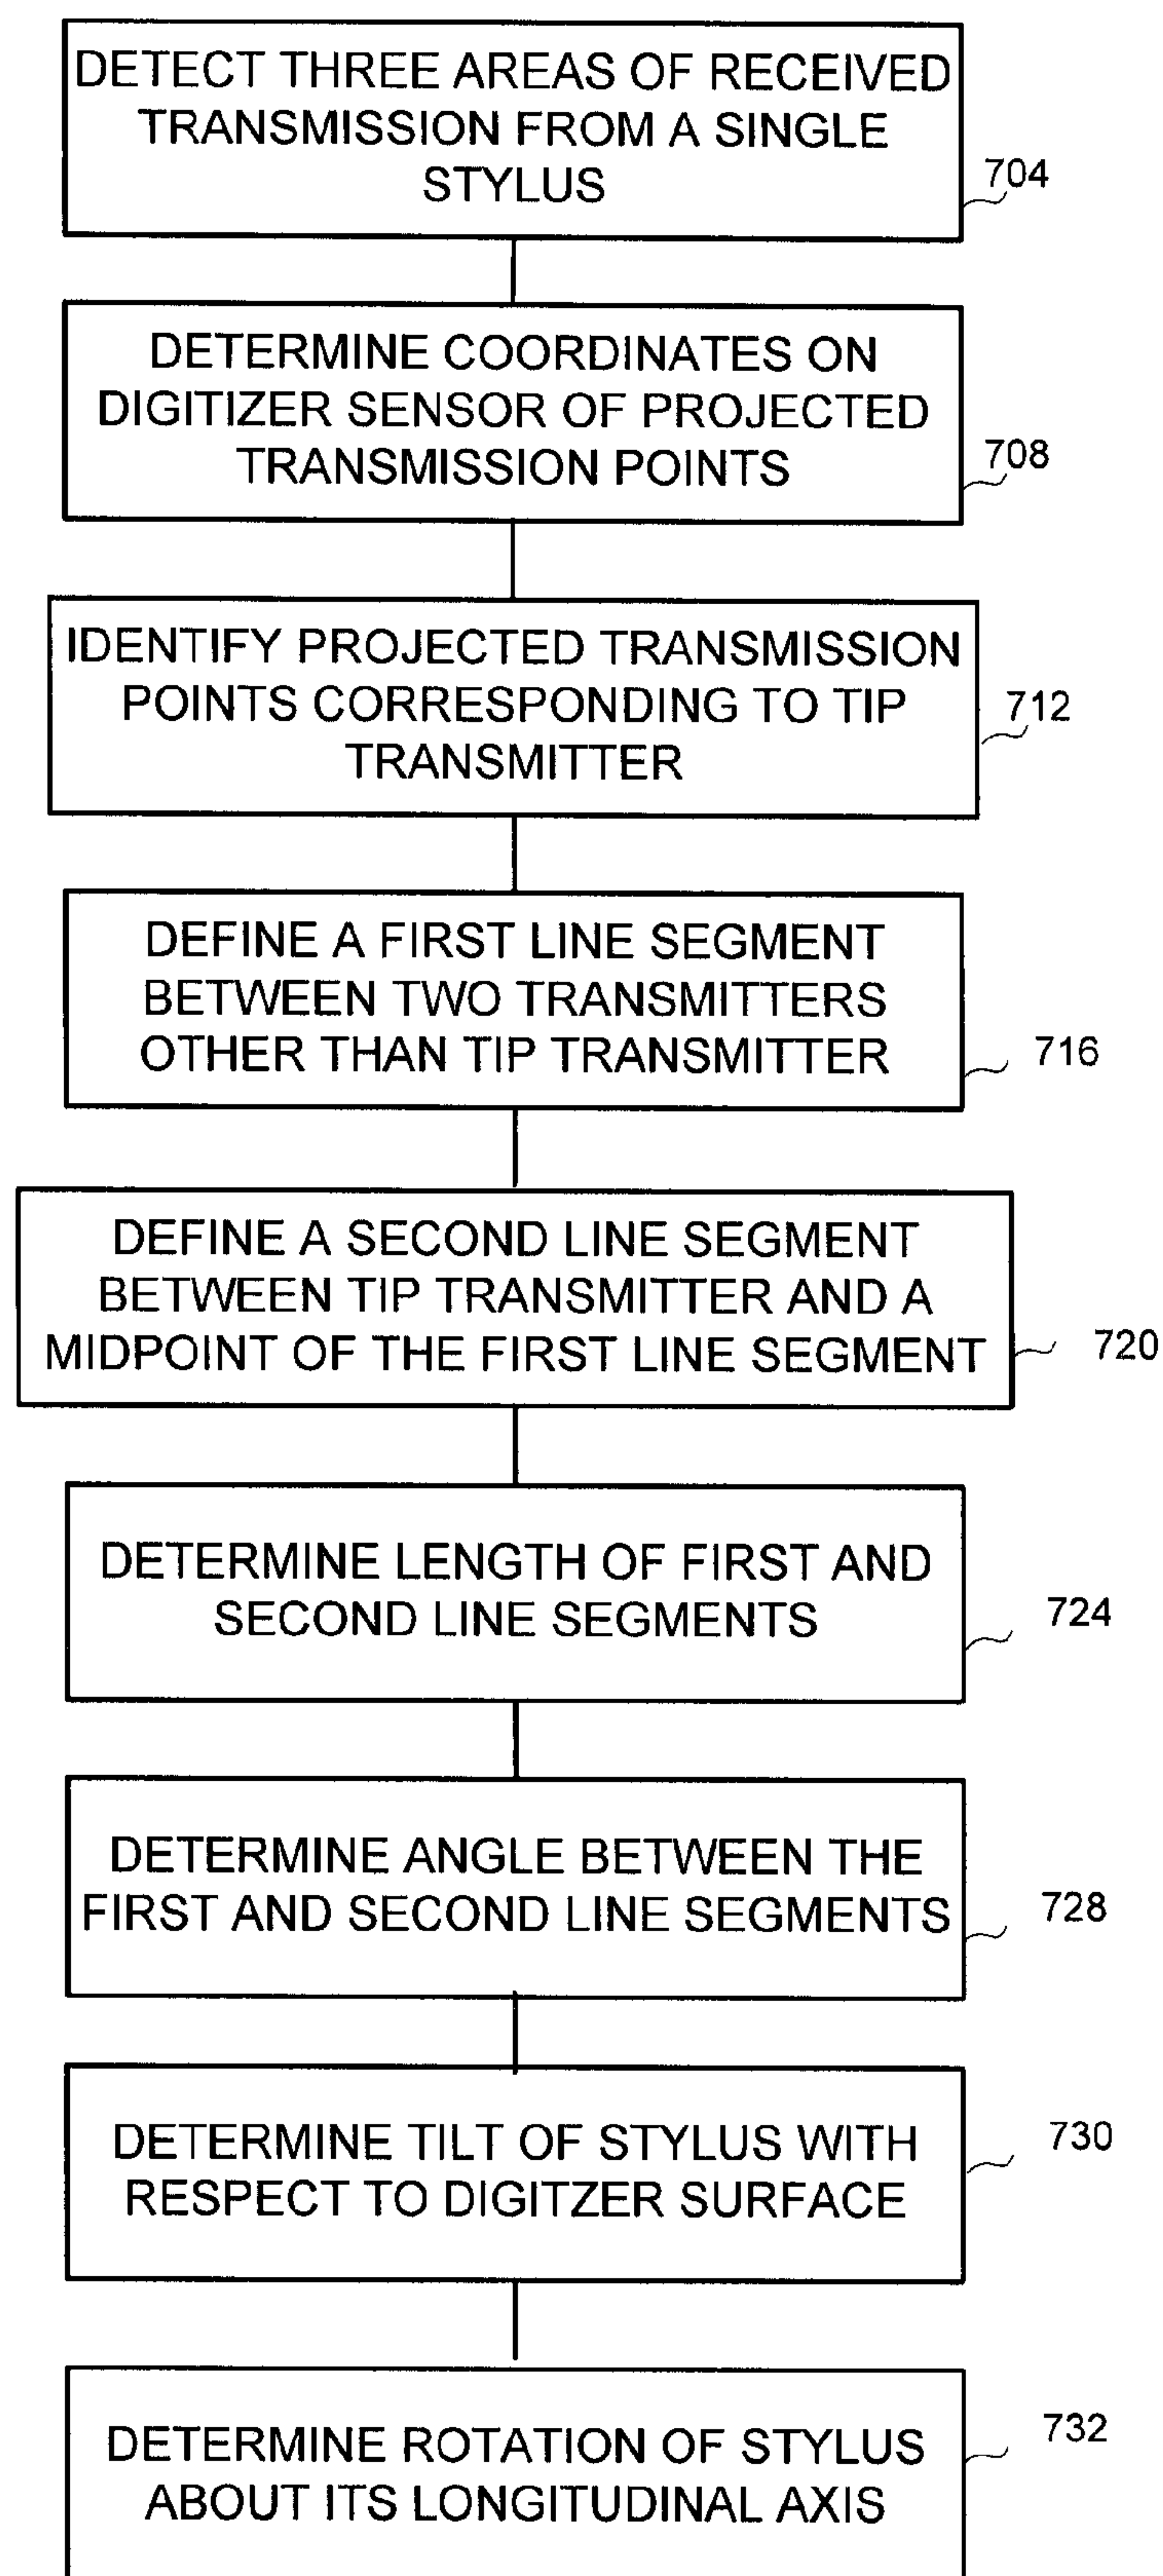 DETECT THREE AREAS OF RECEIVED
TRANSMISSION FROM A SINGLE
STYLUS
704
DETERMINE COORDINATES ON
DIGITIZER SENSOR OF PROJECTED
TRANSMISSION POINTS
708
IDENTIFY PROJECTED TRANSMISSION
POINTS CORRESPONDING TO TIP
TRANSMITTER
712
DEFINE A FIRST LINE SEGMENT
BETWEEN TWO TRANSMITTERS
OTHER THAN TIP TRANSMITTER
716
DEFINE A SECOND LINE SEGMENT
BETWEEN TIP TRANSMITTER AND A
MIDPOINT OF THE FIRST LINE SEGMENT
720
DETERMINE LENGTH OF FIRST AND
SECOND LINE SEGMENTS
724
DETERMINE ANGLE BETWEEN THE
FIRST AND SECOND LINE SEGMENTS
728
DETERMINE TILT OF STYLUS WITH
RESPECT TO DIGITZER SURFACE
730
DETERMINE ROTATION OF STYLUS
ABOUT ITS LONGITUDINAL AXIS
732